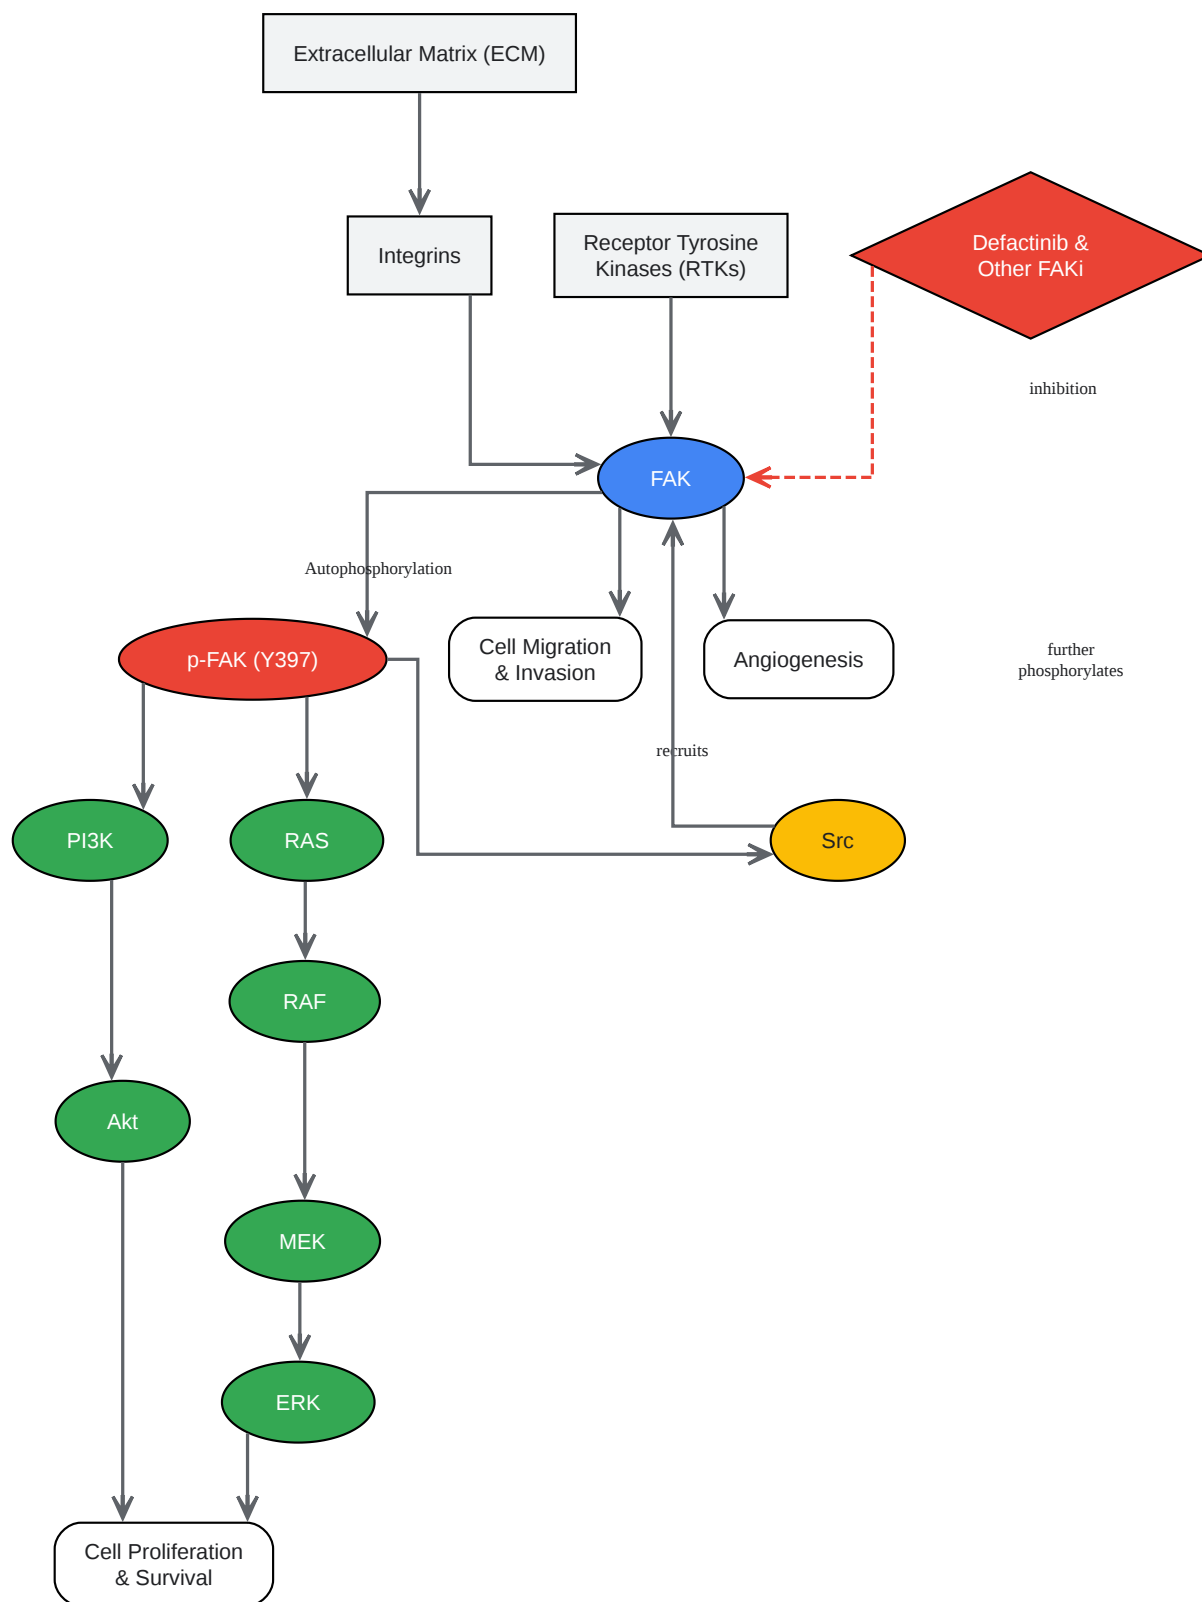 Extracellular Matrix (ECM)
Integrins
Receptor Tyrosine
Kinases (RTKs)
Defactinib &
Other FAKi
inhibition
FAK
Autophosphorylation
p-FAK (Y397)
Cell Migration
& Invasion
Angiogenesis
further
phosphorylates
recruits
PI3K
RAS
Src
RAF
Akt
MEK
ERK
Cell Proliferation
& Survival